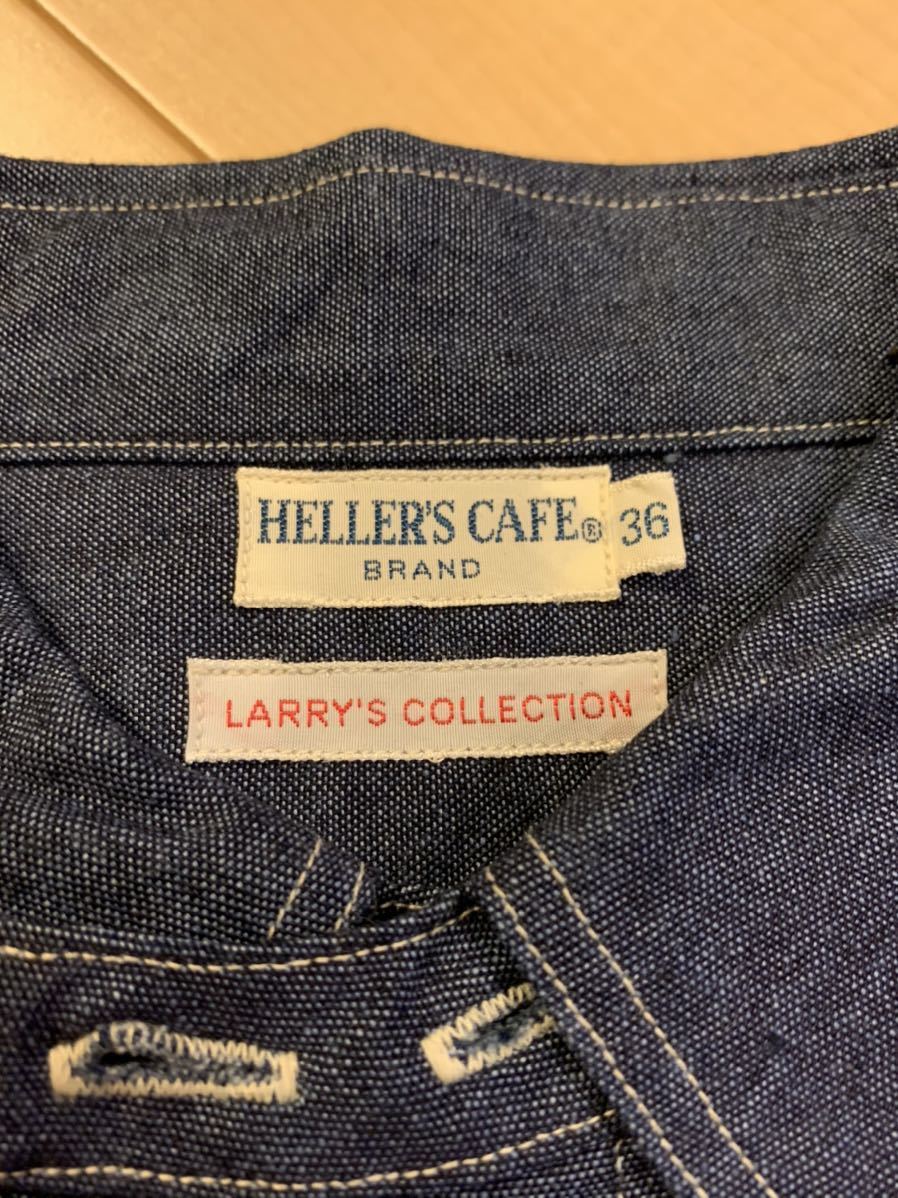 HELLER'S CAFE® 36
BRAND
LARRY'S COLLECTION